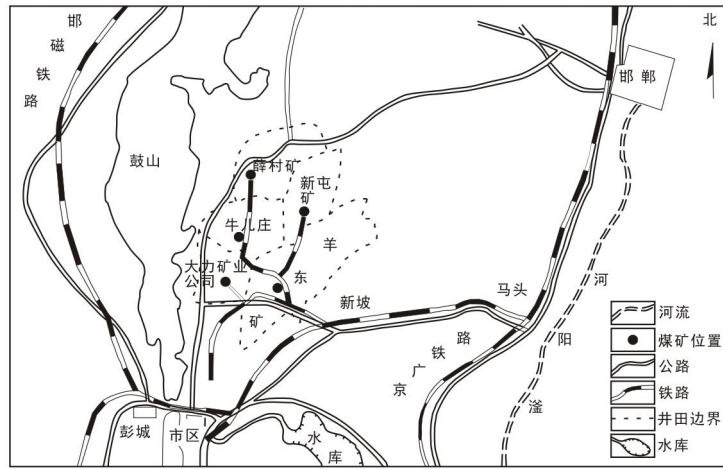 邯磁铁路
北
邯郸
鼓山
薛村矿
新屯矿
牛儿庄
羊东矿
大力矿业
公司
新坡
马头
京广铁路
滏阳河
彭城
市区
水库
河流
煤矿位置
公路
铁路
井田边界
水库